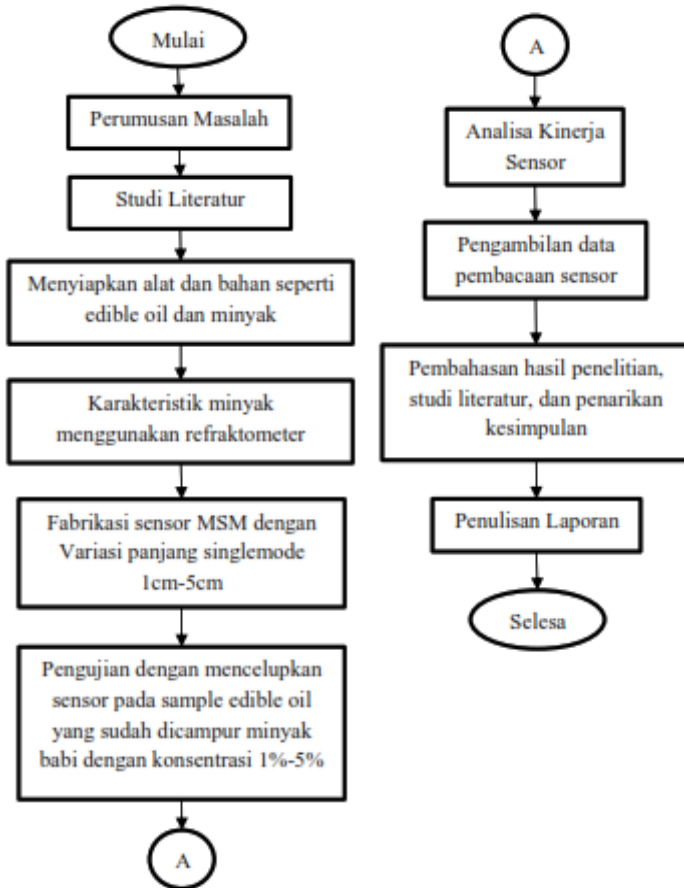 Mulai
Perumusan Masalah
Studi Literatur
Menyiapkan alat dan bahan seperti
edible oil dan minyak
Karakteristik minyak
menggunakan refraktometer
Fabrikasi sensor MSM dengan
Variasi panjang singlemode
1cm-5cm
Pengujian dengan mencelupkan
sensor pada sample edible oil
yang sudah dicampur minyak
babi dengan konsentrasi 1%-5%
A
A
Analisa Kinerja
Sensor
Pengambilan data
pembacaan sensor
Pembahasan hasil penelitian,
studi literatur, dan penarikan
kesimpulan
Penulisan Laporan
Selesa